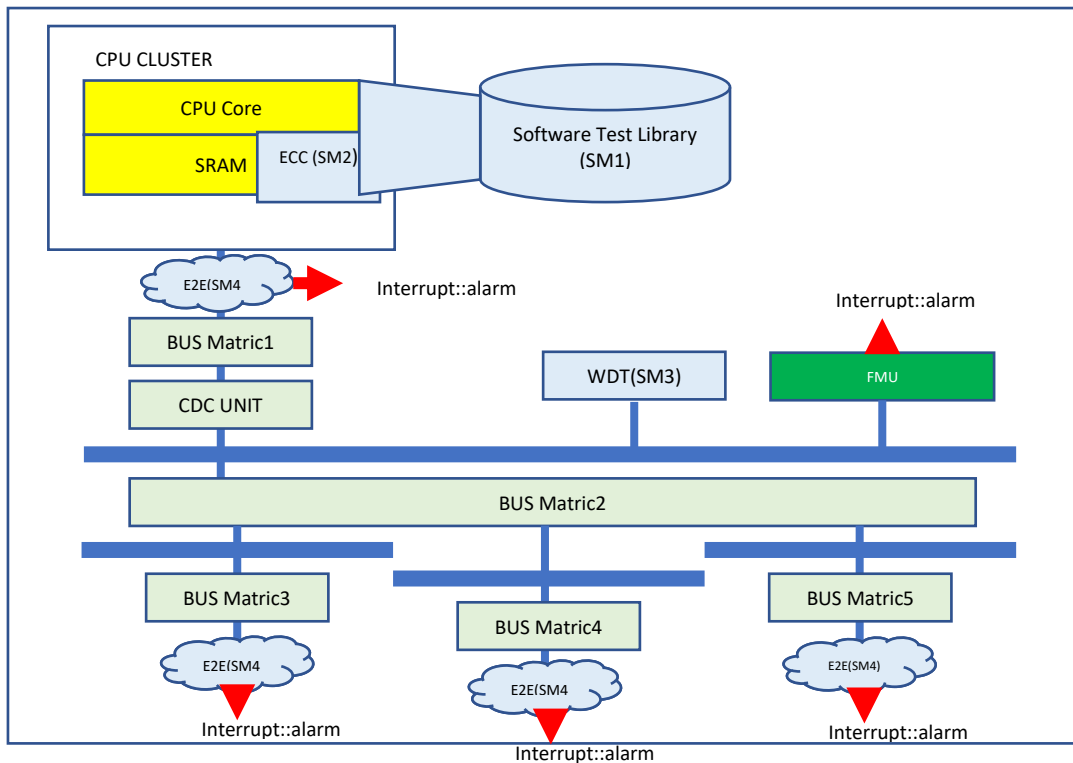 CPU CLUSTER
CPU Core
SRAM
ECC (SM2)
Software Test Library
(SM1)
E2E(SM4
Interrupt::alarm
Interrupt::alarm
BUS Matric1
WDT(SM3)
FMU
CDC UNIT
BUS Matric2
BUS Matric3
BUS Matric4
BUS Matric5
E2E(SM4
E2E(SM4
E2E(SM4)
Interrupt::alarm
Interrupt::alarm
Interrupt::alarm